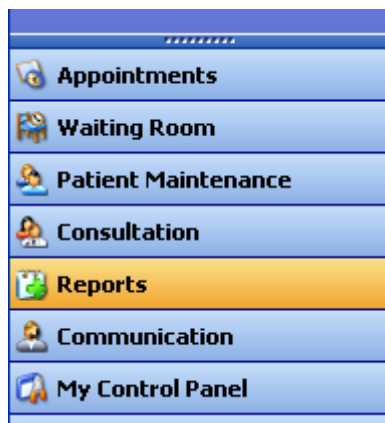 Appointments
Waiting Room
Patient Maintenance
Consultation
Reports
Communication
My Control Panel